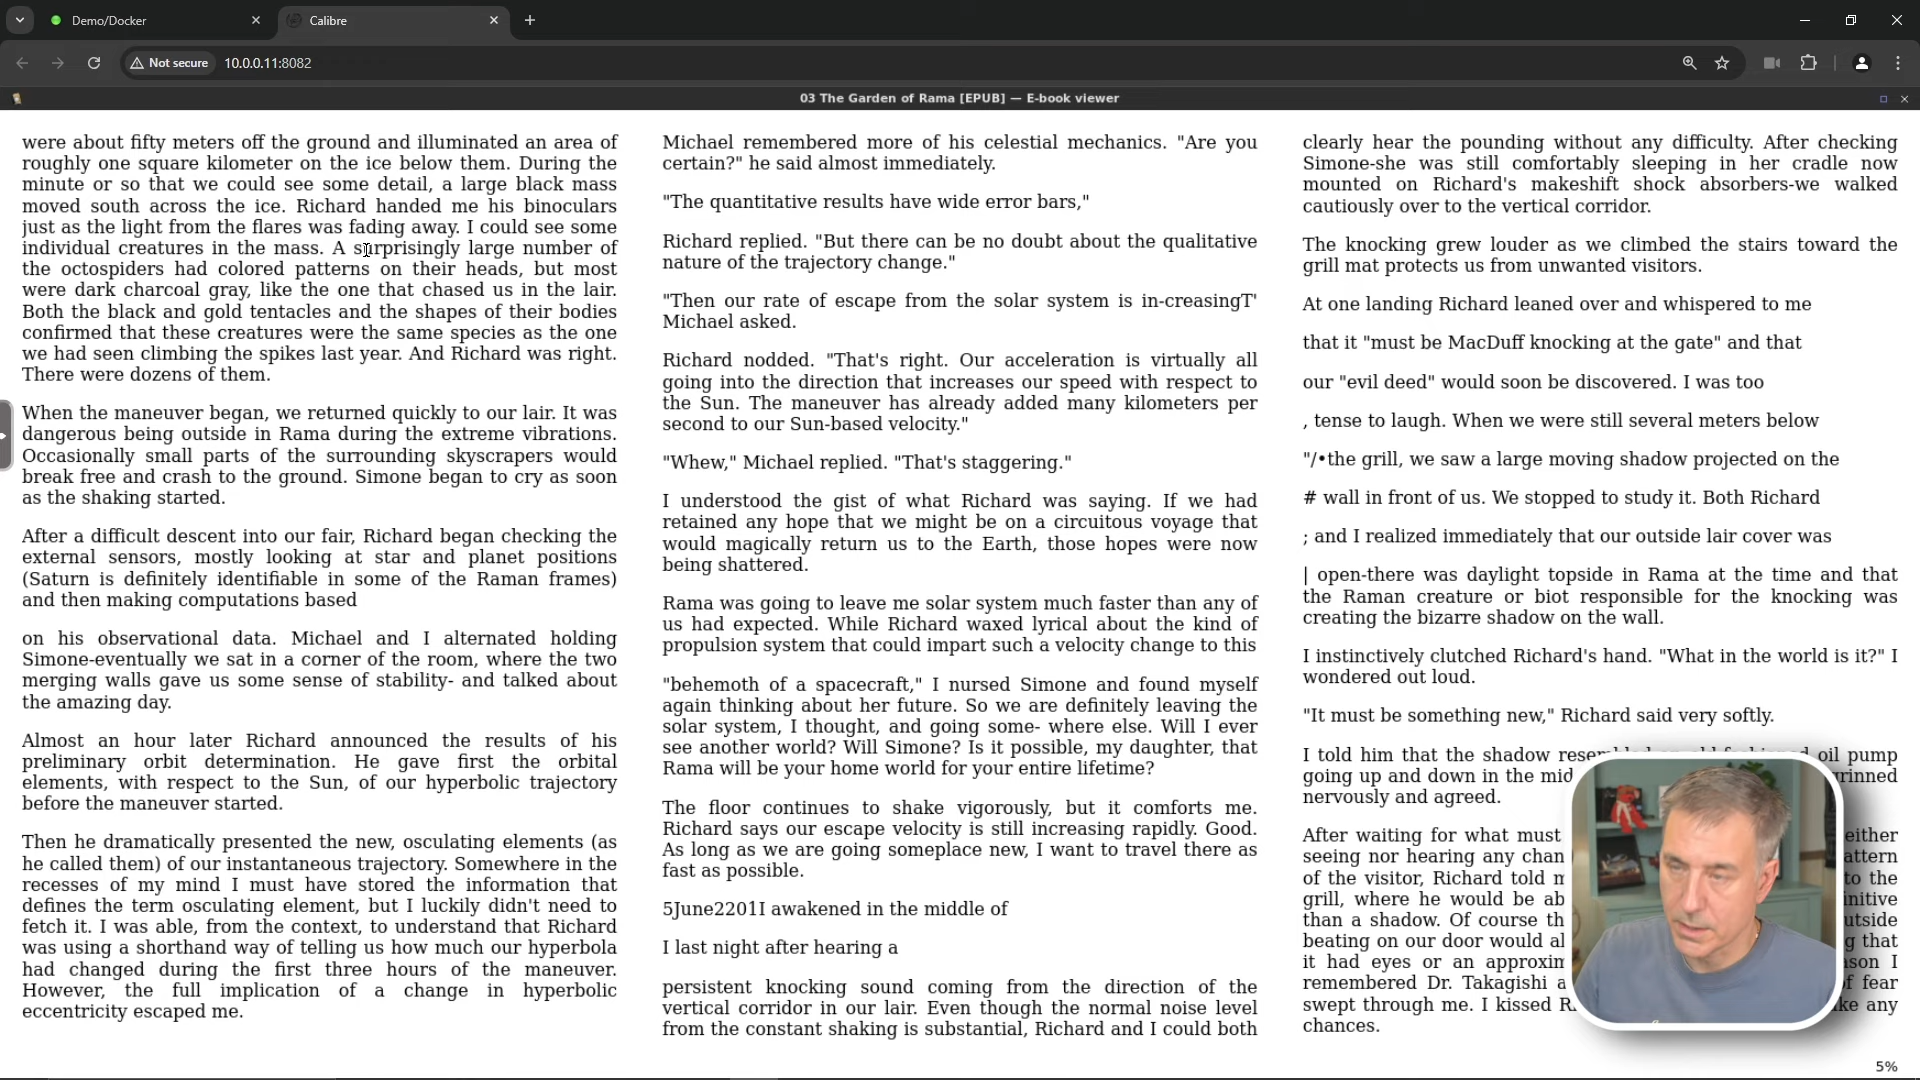 Demo/Docker
Calibre
Not secure
10.0.0.11:8082
03 The Garden of Rama [EPUB] — E-book viewer
were about fifty meters off the ground and illuminated an area of
roughly one square kilometer on the ice below them. During the
minute or so that we could see some detail, a large black mass
moved south across the ice. Richard handed me his binoculars
just as the light from the flares was fading away. I could see some
individual creatures in the mass. A surprisingly large number of
the octospiders had colored patterns on their heads, but most
were dark charcoal gray, like the one that chased us in the lair.
Both the black and gold tentacles and the shapes of their bodies
confirmed that these creatures were the same species as the one
we had seen climbing the spikes last year. And Richard was right.
There were dozens of them.
When the maneuver began, we returned quickly to our lair. It was
dangerous being outside in Rama during the extreme vibrations.
Occasionally small parts of the surrounding skyscrapers would
break free and crash to the ground. Simone began to cry as soon
as the shaking started.
After a difficult descent into our fair, Richard began checking the
external sensors, mostly looking at star and planet positions
(Saturn is definitely identifiable in some of the Raman frames)
and then making computations based
on his observational data. Michael and I alternated holding
Simone-eventually we sat in a corner of the room, where the two
merging walls gave us some sense of stability- and talked about
the amazing day.
Almost an hour later Richard announced the results of his
preliminary orbit determination. He gave first the orbital
elements, with respect to the Sun, of our hyperbolic trajectory
before the maneuver started.
Then he dramatically presented the new, osculating elements (as
he called them) of our instantaneous trajectory. Somewhere in the
recesses of my mind I must have stored the information that
defines the term osculating element, but I luckily didn't need to
fetch it. I was able, from the context, to understand that Richard
was using a shorthand way of telling us how much our hyperbola
had changed during the first three hours of the maneuver.
However, the full implication of a change in hyperbolic
eccentricity escaped me.
Michael remembered more of his celestial mechanics. "Are you
certain?" he said almost immediately.
"The quantitative results have wide error bars,"
Richard replied. "But there can be no doubt about the qualitative
nature of the trajectory change."
"Then our rate of escape from the solar system is in-creasingT'
Michael asked.
Richard nodded. "That's right. Our acceleration is virtually all
going into the direction that increases our speed with respect to
the Sun. The maneuver has already added many kilometers per
second to our Sun-based velocity."
"Whew," Michael replied. "That's staggering."
I understood the gist of what Richard was saying. If we had
retained any hope that we might be on a circuitous voyage that
would magically return us to the Earth, those hopes were now
being shattered.
Rama was going to leave me solar system much faster than any of
us had expected. While Richard waxed lyrical about the kind of
propulsion system that could impart such a velocity change to this
"behemoth of a spacecraft," I nursed Simone and found myself
again thinking about her future. So we are definitely leaving the
solar system, I thought, and going some- where else. Will I ever
see another world? Will Simone? Is it possible, my daughter, that
Rama will be your home world for your entire lifetime?
The floor continues to shake vigorously, but it comforts me.
Richard says our escape velocity is still increasing rapidly. Good.
As long as we are going someplace new, I want to travel there as
fast as possible.
5June2201I awakened in the middle of
I last night after hearing a
persistent knocking sound coming from the direction of the
vertical corridor in our lair. Even though the normal noise level
from the constant shaking is substantial, Richard and I could both
clearly hear the pounding without any difficulty. After checking
Simone-she was still comfortably sleeping in her cradle now
mounted on Richard's makeshift shock absorbers-we walked
cautiously over to the vertical corridor.
The knocking grew louder as we climbed the stairs toward the
grill mat protects us from unwanted visitors.
At one landing Richard leaned over and whispered to me
that it "must be MacDuff knocking at the gate" and that
our "evil deed" would soon be discovered. I was too
, tense to laugh. When we were still several meters below
"/•the grill, we saw a large moving shadow projected on the
# wall in front of us. We stopped to study it. Both Richard
; and I realized immediately that our outside lair cover was
| open-there was daylight topside in Rama at the time and that
the Raman creature or biot responsible for the knocking was
creating the bizarre shadow on the wall.
I instinctively clutched Richard's hand. "What in the world is it?" I
wondered out loud.
"It must be something new," Richard said very softly.
I told him that the shadow oil pump
going up and down in the grinned
nervously and agreed.
After waiting for what must either
seeing nor hearing any
of the visitor, Richard told to the
grill, where he would be
than a shadow. Of course
beating on our door would that
it had eyes or an
remembered Dr. Takagishi of fear
swept through me. I kissed any
chances.
5%